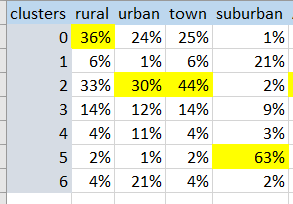 clusters rural urban town suburban
0 36% 24% 25% 1%
1 6% 1% 6% 21%
2 33% 30% 44% 2%
3 14% 12% 14% 9%
4 4% 11% 4% 3%
5 2% 1% 2% 63%
6 4% 21% 4% 2%